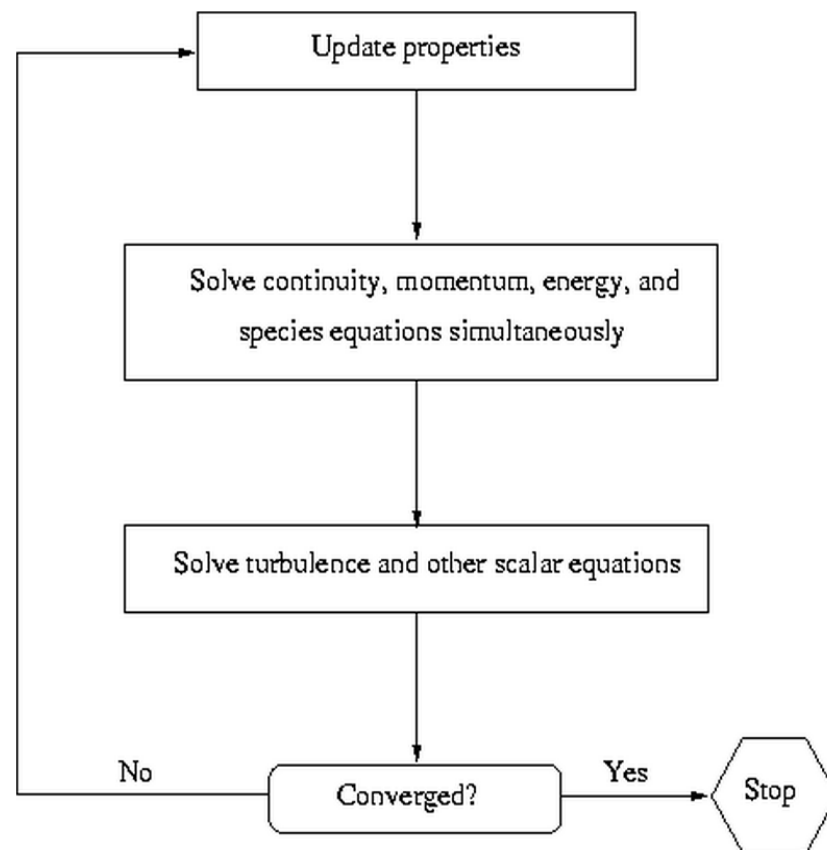 Update properties
Solve continuity, momentum, energy, and
species equations simultaneously
Solve turbulence and other scalar equations
No
Converged?
Yes
Stop